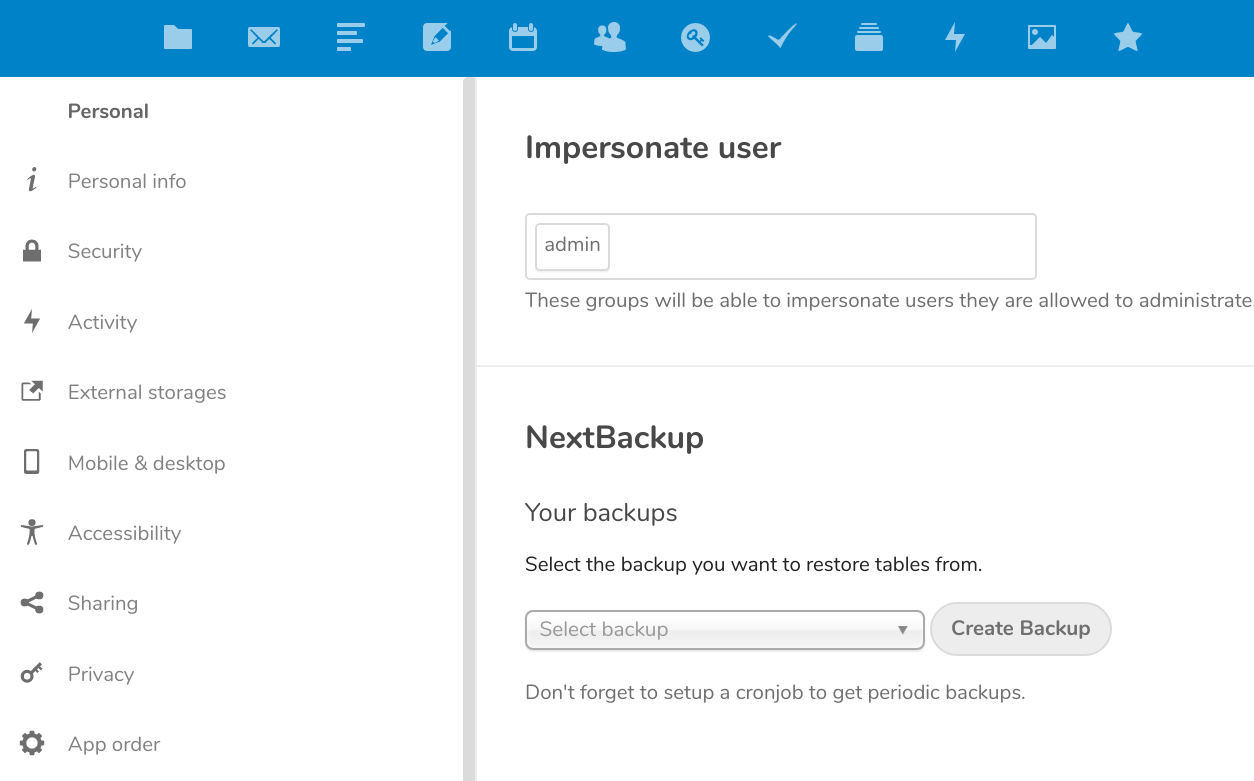 Personal
Personal info
Security
Activity
External storages
Mobile & desktop
Accessibility
Sharing
Privacy
App order
Impersonate user
admin
These groups will be able to impersonate users they are allowed to administrate
NextBackup
Your backups
Select the backup you want to restore tables from.
Select backup
Create Backup
Don't forget to setup a cronjob to get periodic backups.